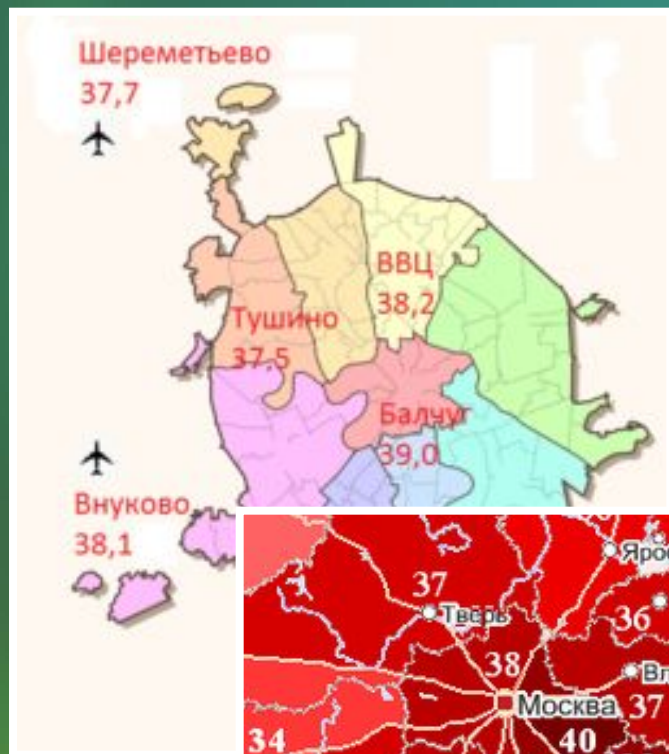 Шереметьево
37,7
ВВЦ
38,2
Тушино
37,5
Балчуг
39,0
Внуково
38,1
37
Тверь
36
38
Москва
37
34
40